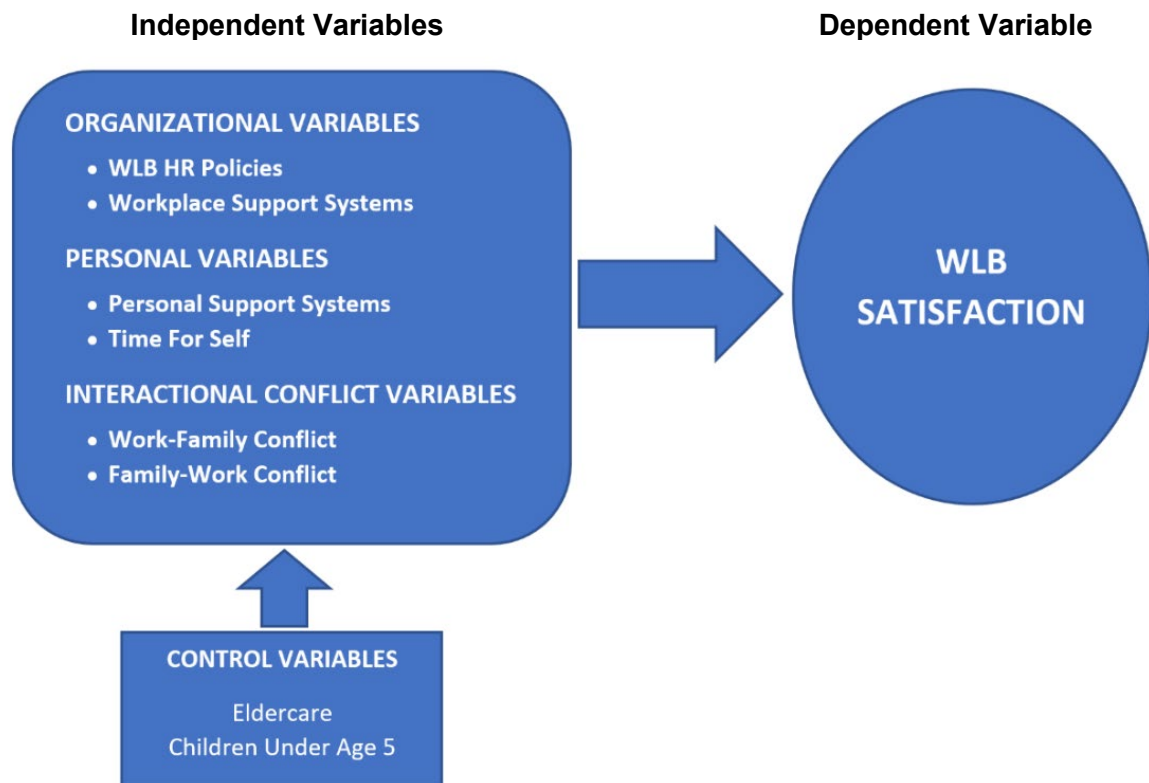 Independent Variables
Dependent Variable
ORGANIZATIONAL VARIABLES
• WLB HR Policies
• Workplace Support Systems
PERSONAL VARIABLES
• Personal Support Systems
• Time For Self
INTERACTIONAL CONFLICT VARIABLES
• Work-Family Conflict
• Family-Work Conflict
WLB
SATISFACTION
CONTROL VARIABLES
Eldercare
Children Under Age 5